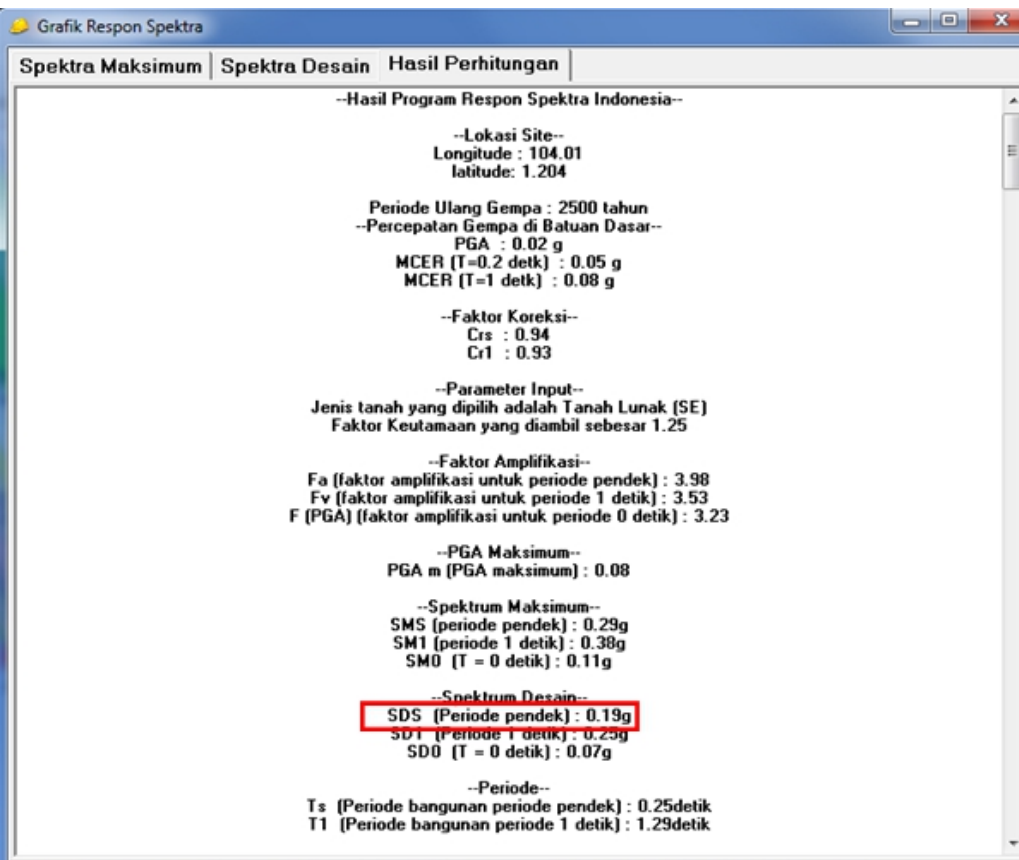 Grafik Respon Spektra
Spektra Maksimum Spektra Desain Hasil Perhitungan
--Hasil Program Respon Spektra Indonesia--
--Lokasi Site--
Longitude : 104.01
latitude: 1.204
Periode Ulang Gempa : 2500 tahun
--Percepatan Gempa di Batuan Dasar--
PGA : 0.02 g
MCER (T=0.2 detk) : 0.05 g
MCER (T=1 detk) : 0.08 g
--Faktor Koreksi--
Crs : 0.94
Cr1 : 0.93
--Parameter Input--
Jenis tanah yang dipilih adalah Tanah Lunak (SE)
Faktor Keutamaan yang diambil sebesar 1.25
--Faktor Amplifikasi--
Fa (faktor amplifikasi untuk periode pendek) : 3.98
Fv (faktor amplifikasi untuk periode 1 detik) : 3.53
F (PGA) (faktor amplifikasi untuk periode 0 detik) : 3.23
--PGA Maksimum--
PGA m (PGA maksimum) : 0.08
--Spektrum Maksimum--
SMS (periode pendek) : 0.29g
SM1 (periode 1 detik) : 0.38g
SM0 (T = 0 detik) : 0.11g
--Spektrum Desain--
SDS (Periode pendek) : 0.19g
SD1 (Periode 1 detik) : 0.25g
SD0 (T = 0 detik) : 0.07g
--Periode--
Ts (Periode bangunan periode pendek) : 0.25detik
T1 (Periode bangunan periode 1 detik) : 1.29detik